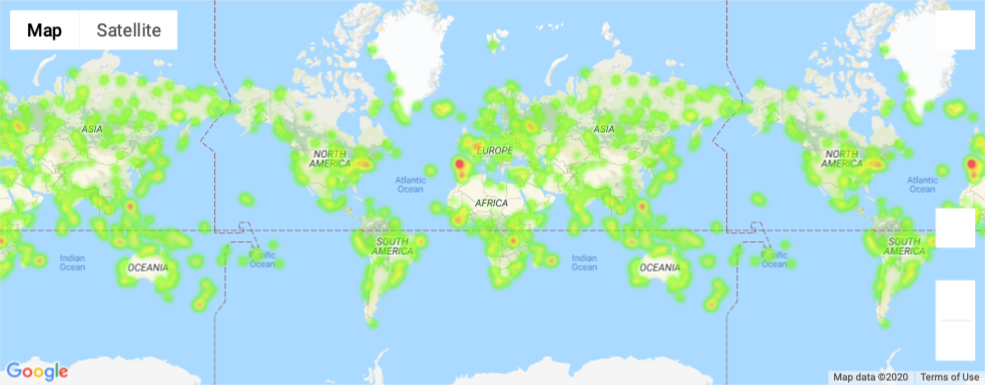 Map Satellite
ASIA
ASIA
EUROPE
NORTH
AMERICA
NORTH
AMERICA
Atlantic
Ocean
Atlantic
Ocean
AFRICA
SOUTH
AMERICA
SOUTH
AMERICA
Indian
Ocean
OCEANIA
Pacific
Ocean
Indian
Ocean
OCEANIA
Pacific
Ocean
Google
Map data ©2020 Terms of Use